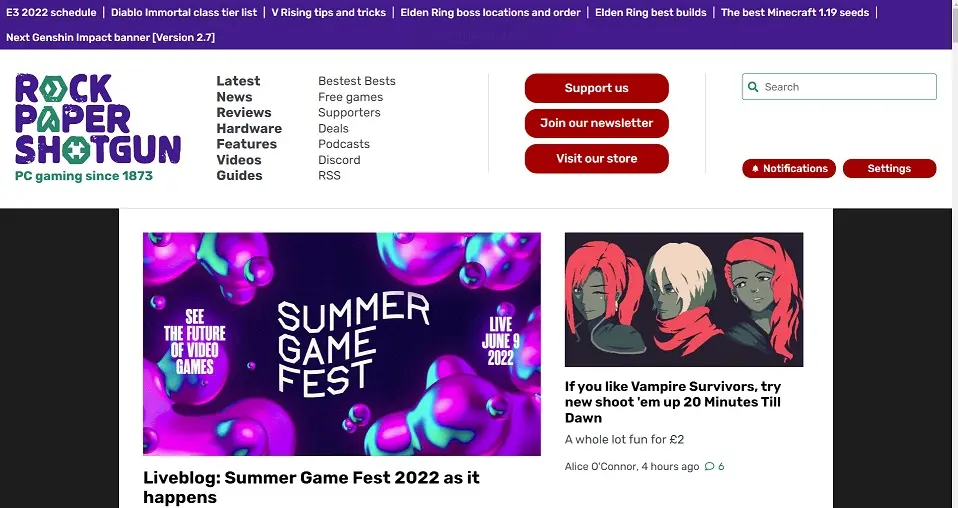 E3 2022 schedule | Diablo Immortal class tier list | V Rising tips and tricks | Elden Ring boss locations and order | Elden Ring best builds | The best Minecraft 1.19 seeds |
Next Genshin Impact banner [Version 2.7]
ROCK
PAPER
SHOTGUN
PC gaming since 1873
Latest
News
Reviews
Hardware
Features
Videos
Guides
Bestest Bests
Free games
Supporters
Deals
Podcasts
Discord
RSS
Support us
Join our newsletter
Visit our store
Search
Notifications
Settings
SEE
THE FUTURE
OF VIDEO
GAMES
SUMMER
GAME
FEST
LIVE
JUNE 9
2022
Liveblog: Summer Game Fest 2022 as it
happens
If you like Vampire Survivors, try
new shoot 'em up 20 Minutes Till
Dawn
A whole lot fun for £2
Alice O'Connor, 4 hours ago 6